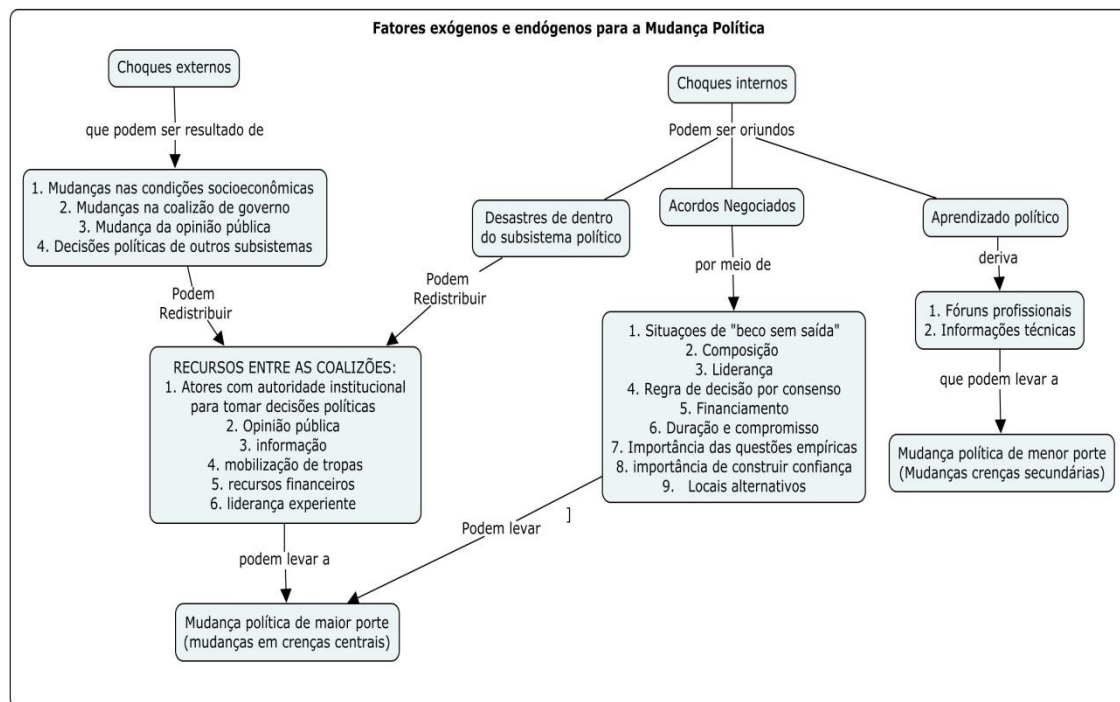 Fatores exógenos e endógenos para a Mudança Política
Choques externos
que podem ser resultado de
1. Mudanças nas condições socioeconômicas
2. Mudanças na coalizão de governo
3. Mudança da opinião pública
4. Decisões políticas de outros subsistemas
Podem
Redistribuir
RECURSOS ENTRE AS COALIZÕES:
1. Atores com autoridade institucional
para tomar decisões políticas
2. Opinião pública
3. informação
4. mobilização de tropas
5. recursos financeiros
6. liderança experiente
podem levar a
Mudança política de maior porte
(mudanças em crenças centrais)
Choques internos
Podem ser oriundos
Desastres de dentro
do subsistema político
Podem
Redistribuir
Acordos Negociados
por meio de
1. Situaçoes de "beco sem saída"
2. Composição
3. Liderança
4. Regra de decisão por consenso
5. Financiamento
6. Duração e compromisso
7. Importância das questões empíricas
8. importância de construir confiança
9. Locais alternativos
]
Podem levar
Aprendizado político
deriva
1. Fóruns profissionais
2. Informações técnicas
que podem levar a
Mudança política de menor porte
(Mudanças crenças secundárias)